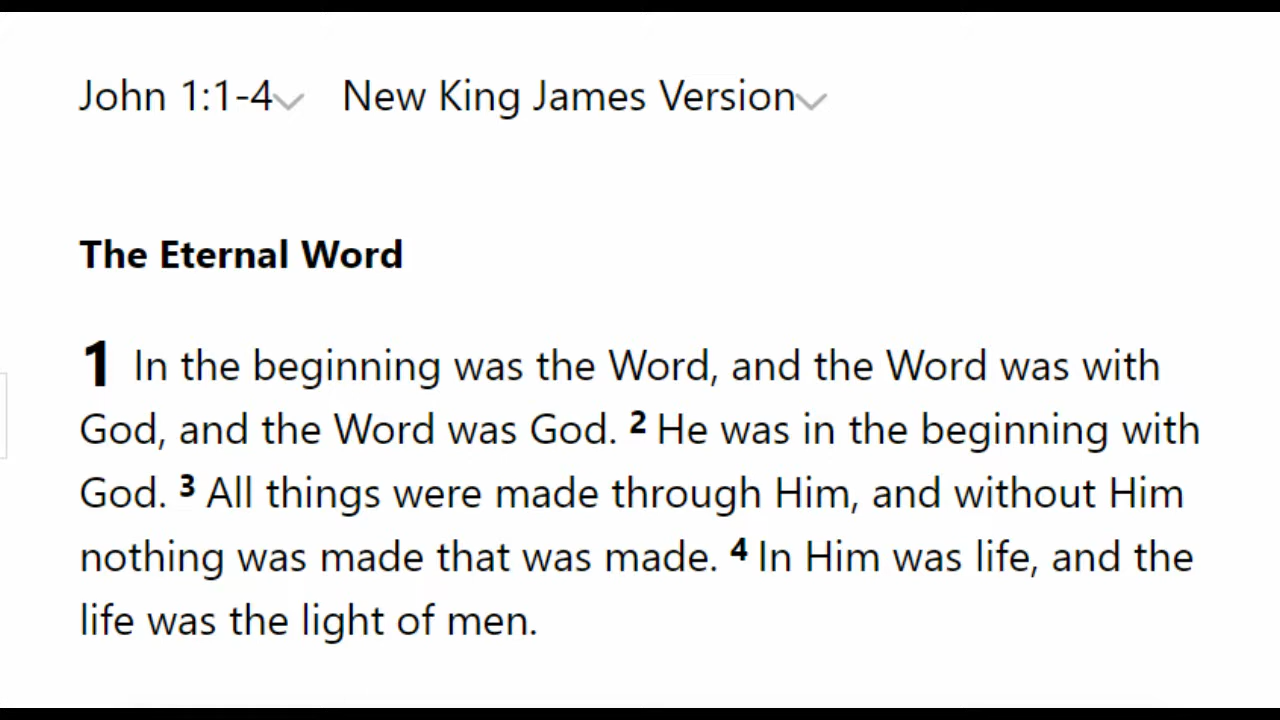 John 1:1-4 New King James Version
The Eternal Word
1 In the beginning was the Word, and the Word was with
God, and the Word was God. 2 He was in the beginning with
God. 3 All things were made through Him, and without Him
nothing was made that was made. 4 In Him was life, and the
life was the light of men.